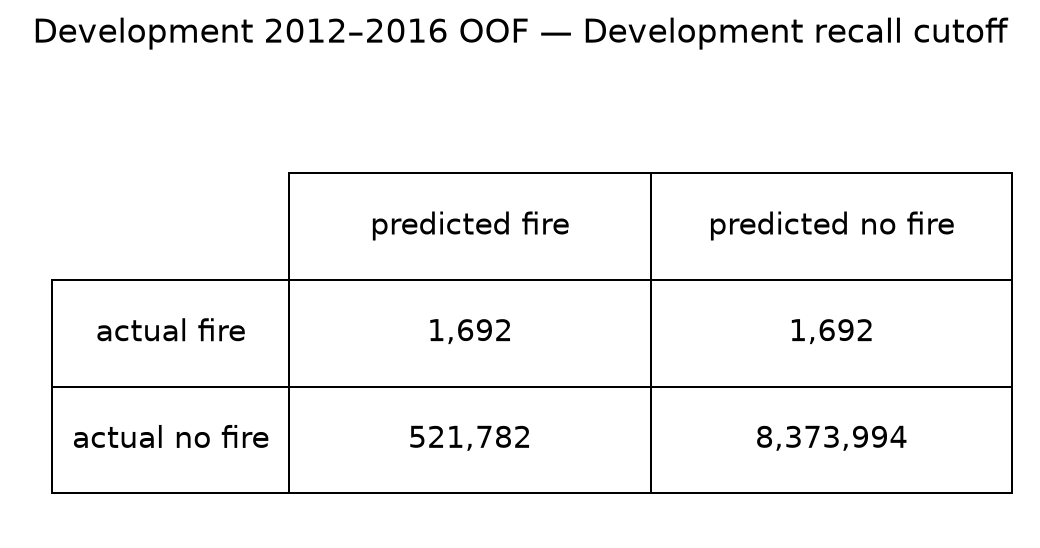 Development 2012–2016 OOF — Development recall cutoff
predicted fire predicted no fire
actual fire 1,692 1,692
actual no fire 521,782 8,373,994